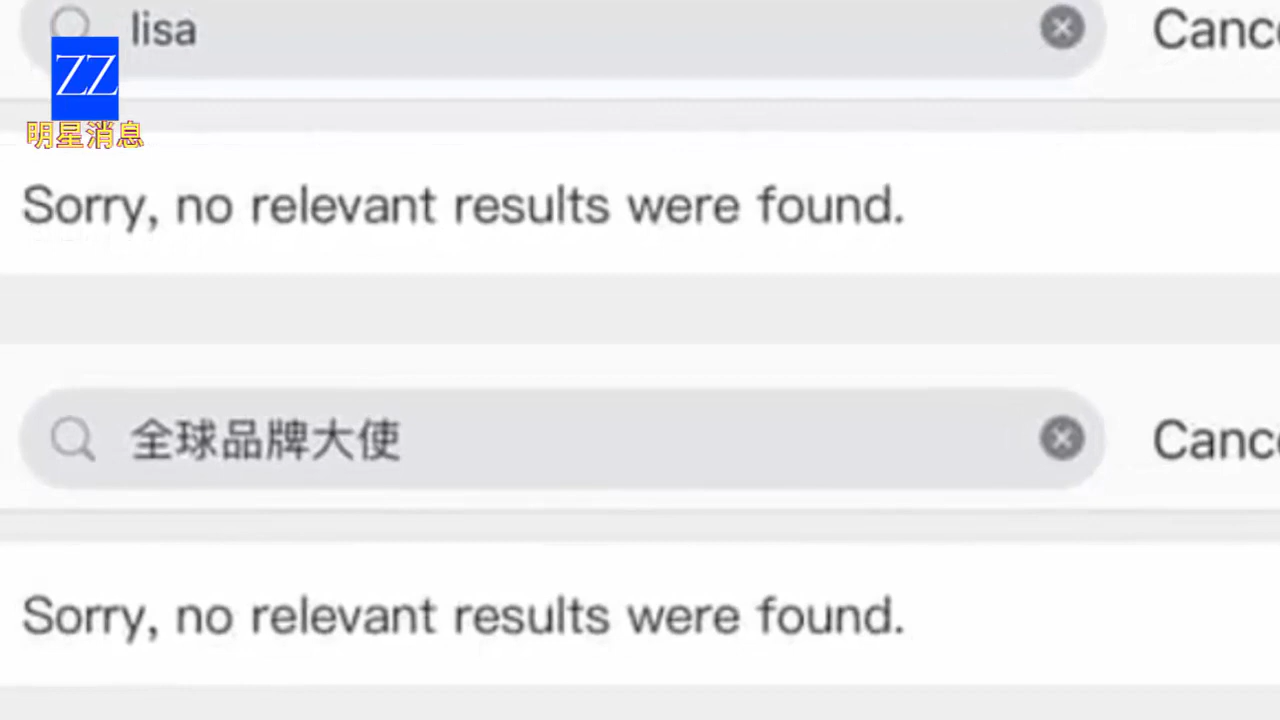 lisa
Canc
ZZ
明星消息
Sorry, no relevant results were found.
全球品牌大使
Canc
Sorry, no relevant results were found.